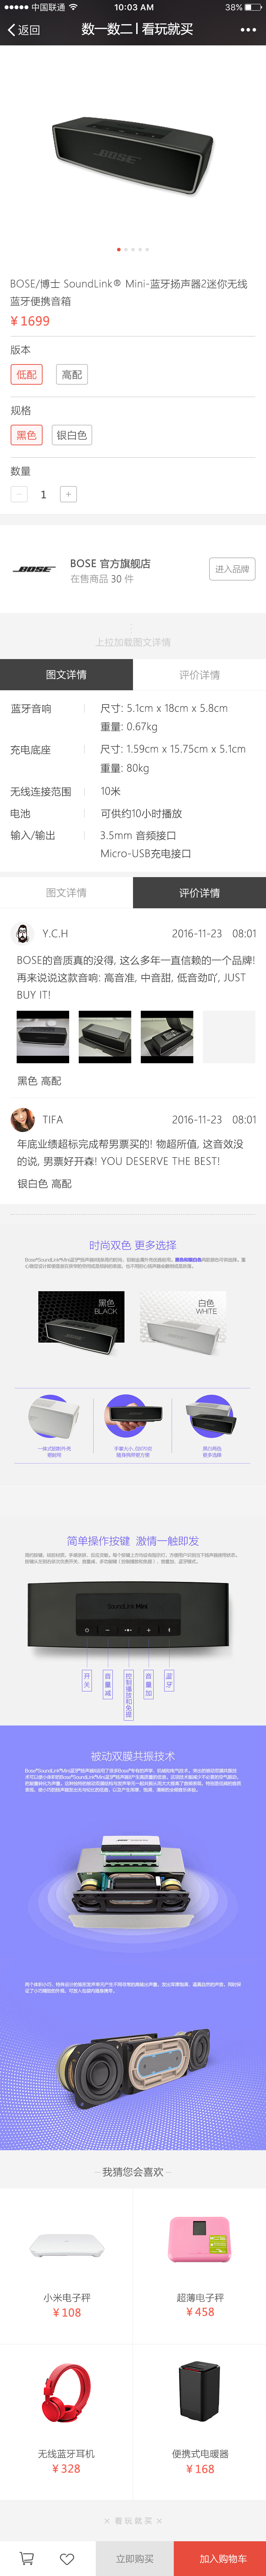 中国联通 10:03 AM 38%
返回 数一数二 | 看玩就买
BOSE
BOSE/博士 SoundLink® Mini-蓝牙扬声器2迷你无线
蓝牙便携音箱
¥ 1699
版本
低配 高配
规格
黑色 银白色
数量
− 1 +
BOSE BOSE 官方旗舰店 进入品牌
在售商品 30 件
上拉加载图文详情
图文详情 评价详情
蓝牙音响 尺寸: 5.1cm x 18cm x 5.8cm
重量: 0.67kg
充电底座 尺寸: 1.59cm x 15.75cm x 5.1cm
重量: 80kg
无线连接范围 10米
电池 可供约10小时播放
输入/输出 3.5mm 音频接口
Micro-USB充电接口
图文详情 评价详情
Y.C.H 2016-11-23 08:01
BOSE的音质真的没得, 这么多年一直信赖的一个品牌!
再来说说这款音响: 高音准, 中音甜, 低音劲吖, JUST
BUY IT!
黑色 高配
TIFA 2016-11-23 08:01
年底业绩超标完成帮男票买的! 物超所值, 这音效没
的说, 男票好开森! YOU DESERVE THE BEST!
银白色 高配
时尚双色 更多选择
黑色 白色
BLACK WHITE
简单操作按键 激情一触即发
SoundLink Mini
开关 音量减 控制播放和免提 音量加 蓝牙
被动双膜共振技术
我猜您会喜欢
小米电子秤 超薄电子秤
¥ 108 ¥ 458
无线蓝牙耳机 便携式电暖器
¥ 328 ¥ 168
× 看玩就买 ×
立即购买 加入购物车